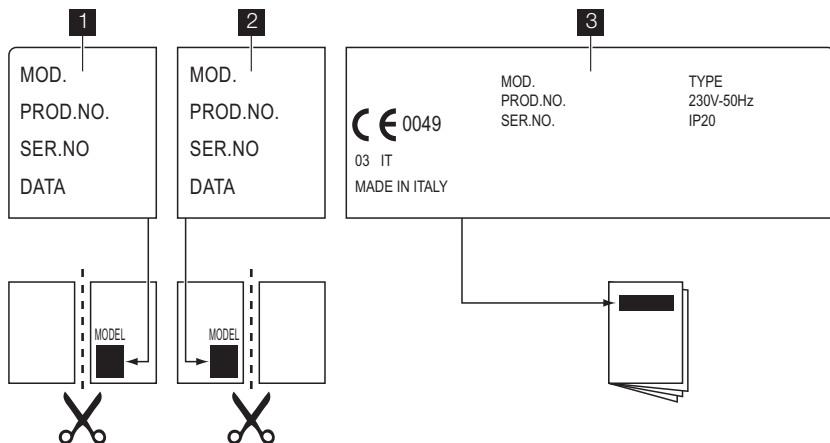 1
MOD.
PROD.NO.
SER.NO
DATA
2
MOD.
PROD.NO.
SER.NO
DATA
3
MOD.
PROD.NO.
SER.NO.
TYPE
230V-50Hz
IP20
CE 0049
03 IT
MADE IN ITALY
MODEL
MODEL